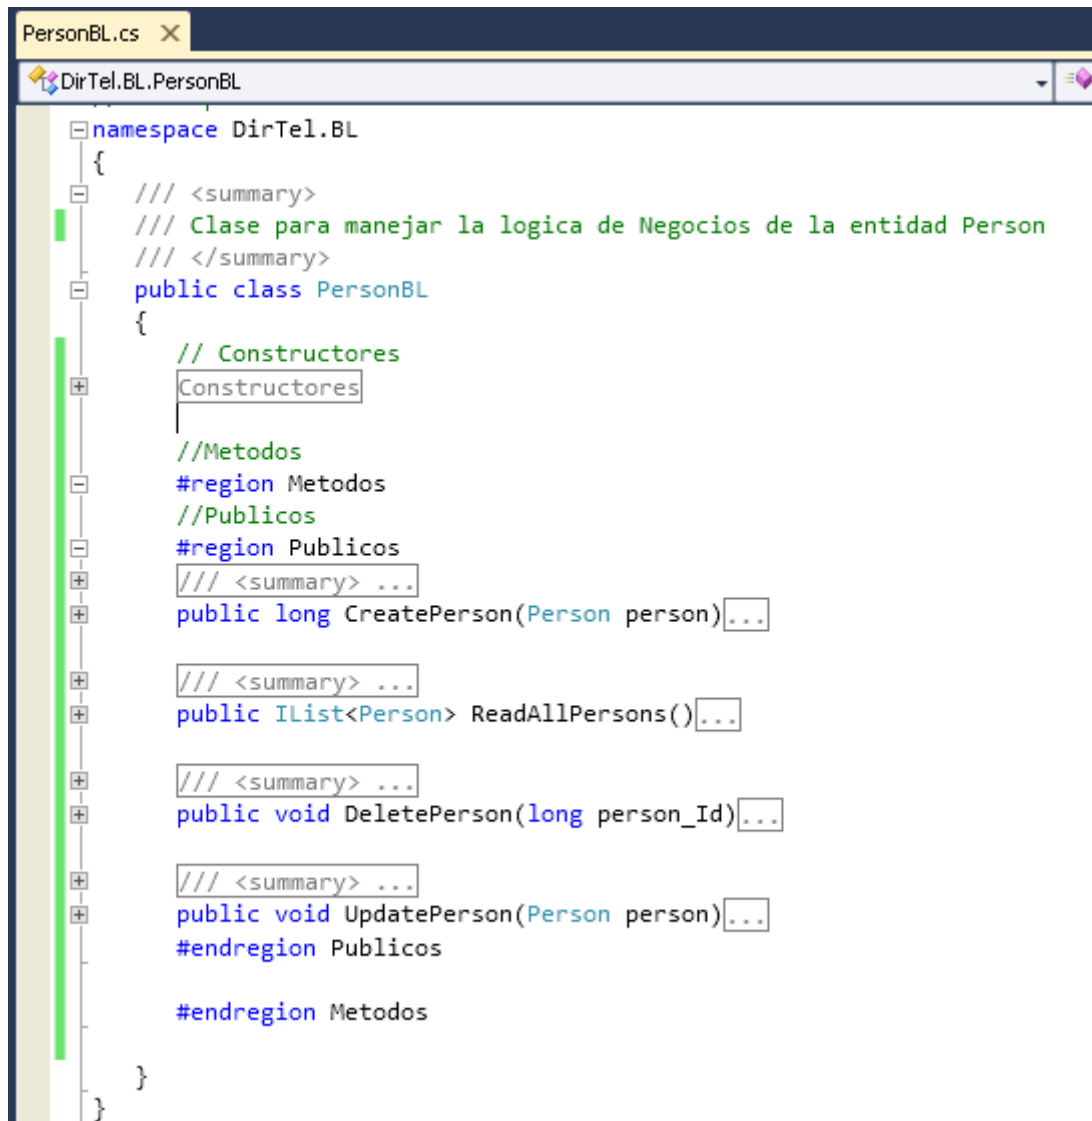 PersonBL.cs
DirTel.BL.PersonBL
namespace DirTel.BL
{
/// <summary>
/// Clase para manejar la logica de Negocios de la entidad Person
/// </summary>
public class PersonBL
{
// Constructores
Constructores
//Metodos
#region Metodos
//Publicos
#region Publicos
/// <summary> ...
public long CreatePerson(Person person)...
/// <summary> ...
public IList<Person> ReadAllPersons()...
/// <summary> ...
public void DeletePerson(long person_Id)...
/// <summary> ...
public void UpdatePerson(Person person)...
#endregion Publicos
#endregion Metodos
}
}